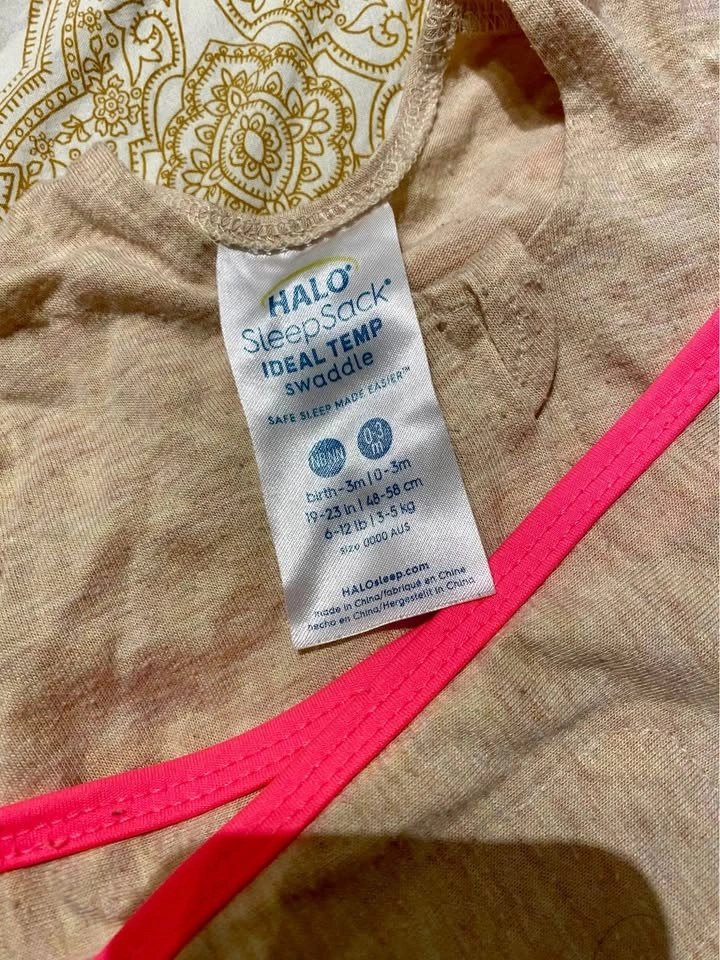 HALO®
SleepSack®
IDEAL TEMP
swaddle
SAFE SLEEP MADE EASIER™
NB/NN 0-3 m
birth-3m | 0-3m
19-23 in | 48-58 cm
6-12 lb | 3-5 kg
size 0000 AUS
HALOsleep.com
made in China/fabriqué en Chine
hecho en China/Hergestellt in China